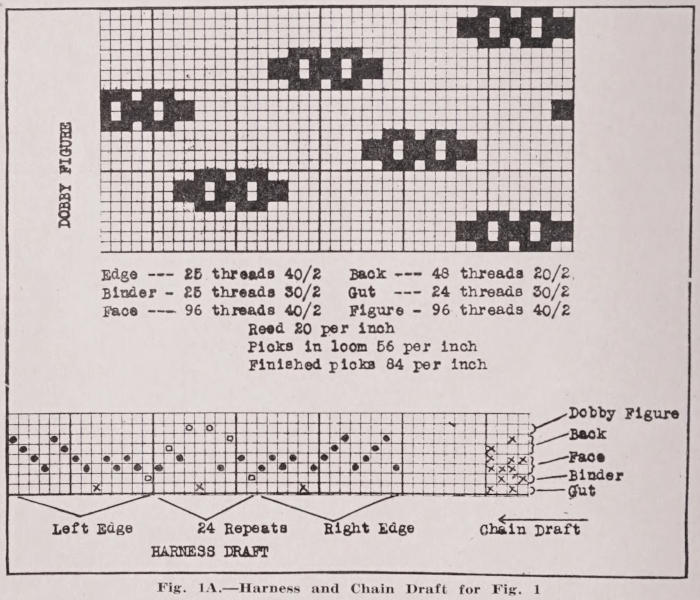 DOBBY FIGURE
Edge --- 25 threads 40/2 Back --- 48 threads 20/2
Binder - 25 threads 30/2 Gut --- 24 threads 30/2
Face --- 96 threads 40/2 Figure - 96 threads 40/2
Reed 20 per inch
Picks in loom 56 per inch
Finished picks 84 per inch
Dobby Figure
Back
Face
Binder
Gut
Left Edge 24 Repeats Right Edge Chain Draft
HARNESS DRAFT
Fig. 1A.—Harness and Chain Draft for Fig. 1